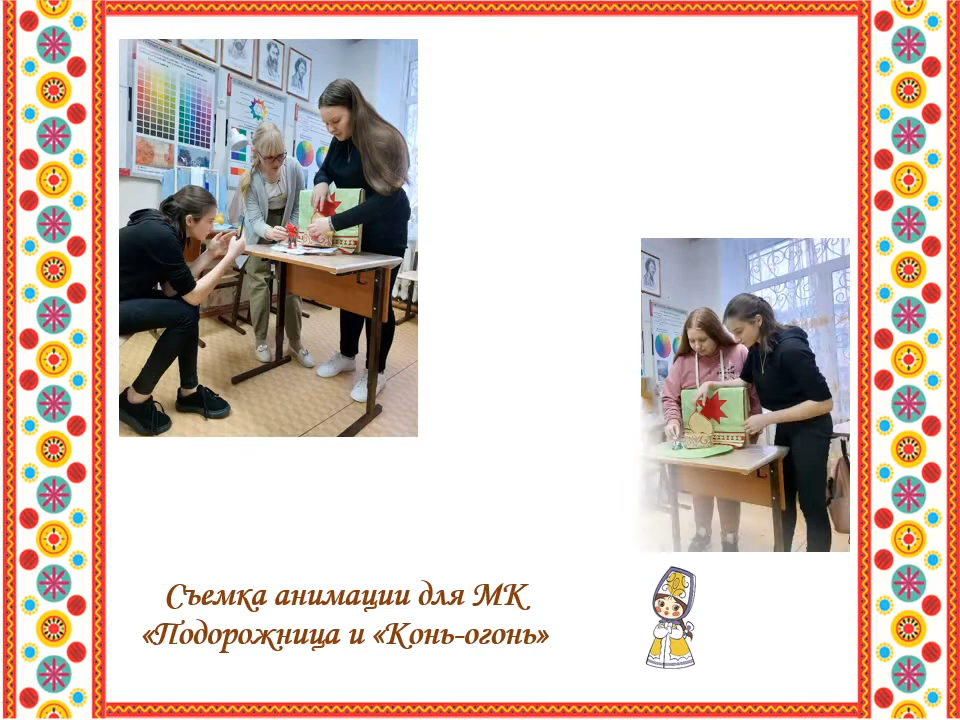 Съемка анимации для МК
«Подорожница и «Конь-огонь»